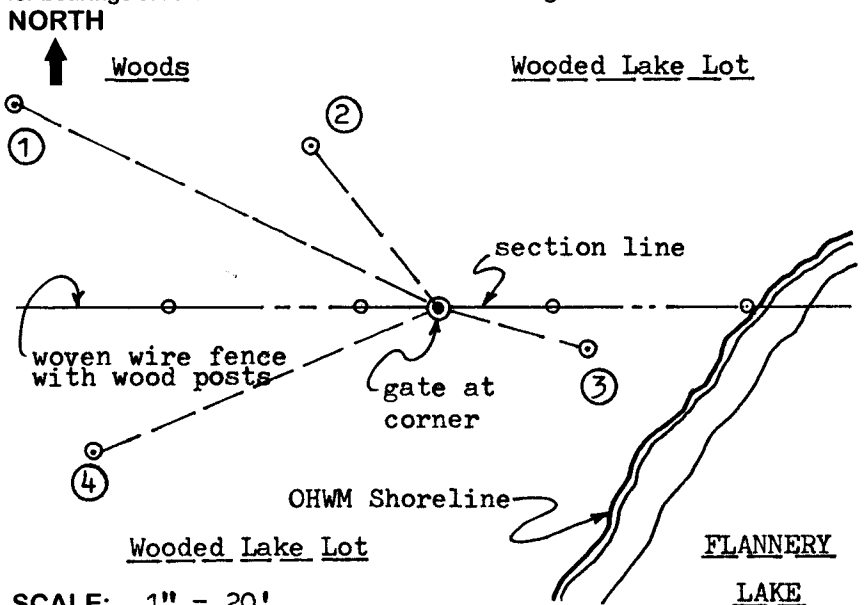 NORTH
Woods
Wooded Lake Lot
1
2
section line
woven wire fence
with wood posts
gate at
corner
3
4
OHWM Shoreline
Wooded Lake Lot
FLANNERY
LAKE
SCALE: 1" = 20'